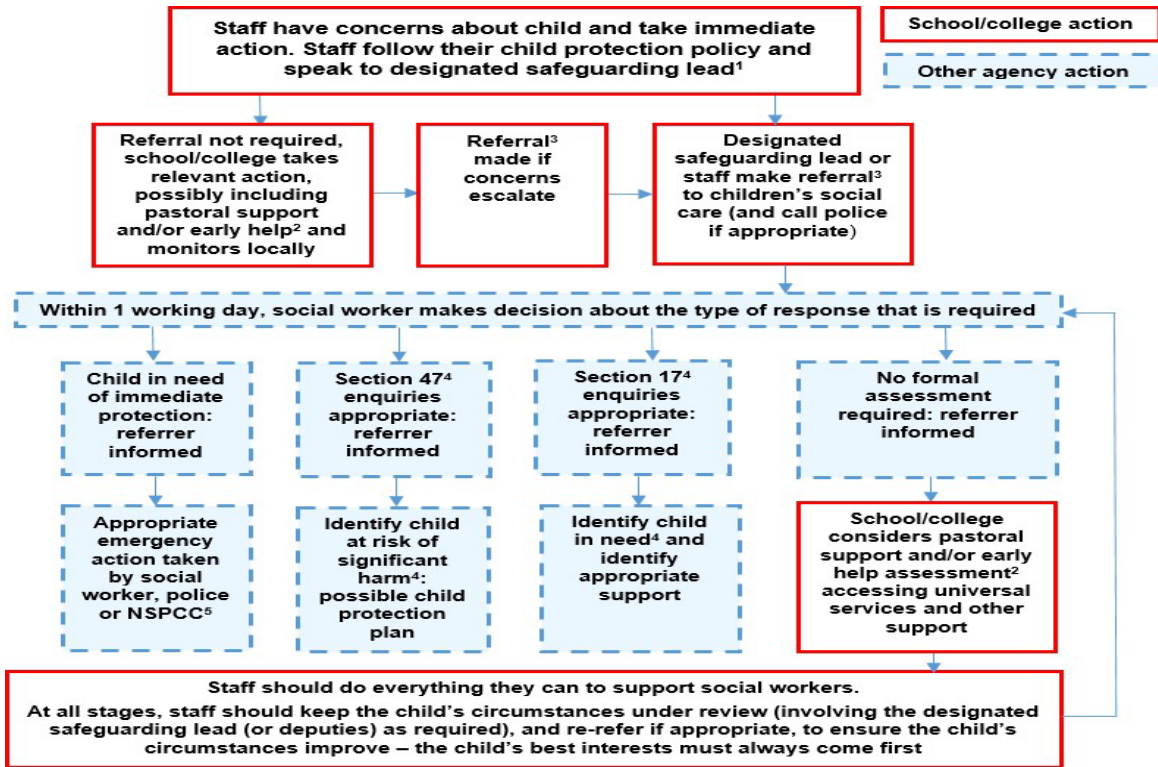 Staff have concerns about child and take immediate
action. Staff follow their child protection policy and
speak to designated safeguarding lead¹
School/college action
Other agency action
Referral not required,
school/college takes
relevant action,
possibly including
pastoral support
and/or early help² and
monitors locally
Referral³
made if
concerns
escalate
Designated
safeguarding lead or
staff make referral³
to children's social
care (and call police
if appropriate)
Within 1 working day, social worker makes decision about the type of response that is required
Child in need
of immediate
protection:
referrer
informed
Section 47⁴
enquiries
appropriate:
referrer
informed
Section 17⁴
enquiries
appropriate:
referrer
informed
No formal
assessment
required: referrer
informed
Appropriate
emergency
action taken
by social
worker, police
or NSPCC⁵
Identify child
at risk of
significant
harm⁴:
possible child
protection
plan
Identify child
in need⁴ and
identify
appropriate
support
School/college
considers pastoral
support and/or early
help assessment²
accessing universal
services and other
support
Staff should do everything they can to support social workers.
At all stages, staff should keep the child's circumstances under review (involving the designated
safeguarding lead (or deputies) as required), and re-refer if appropriate, to ensure the child's
circumstances improve – the child's best interests must always come first